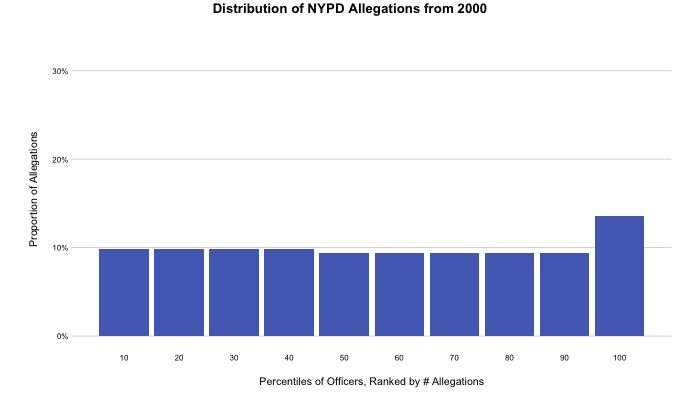 Distribution of NYPD Allegations from 2000
30%
20%
10%
0%
Proportion of Allegations
10 20 30 40 50 60 70 80 90 100
Percentiles of Officers, Ranked by # Allegations